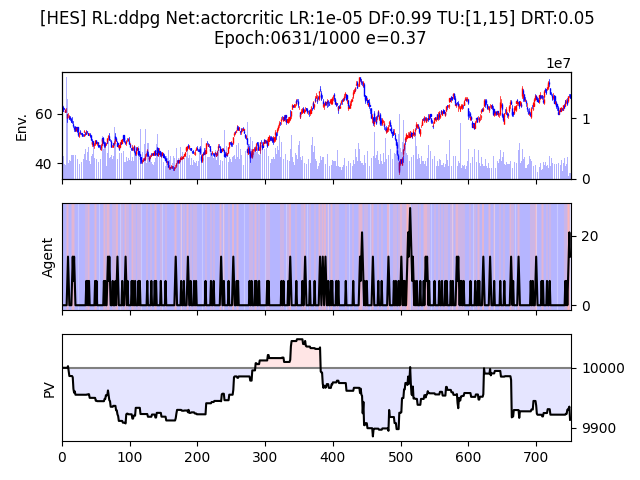 [HES] RL:ddpg Net:actorcritic LR:1e-05 DF:0.99 TU:[1,15] DRT:0.05
Epoch:0631/1000 e=0.37
1e7
Env.
60
40
1
0
Agent
20
0
PV
10000
9900
0 100 200 300 400 500 600 700